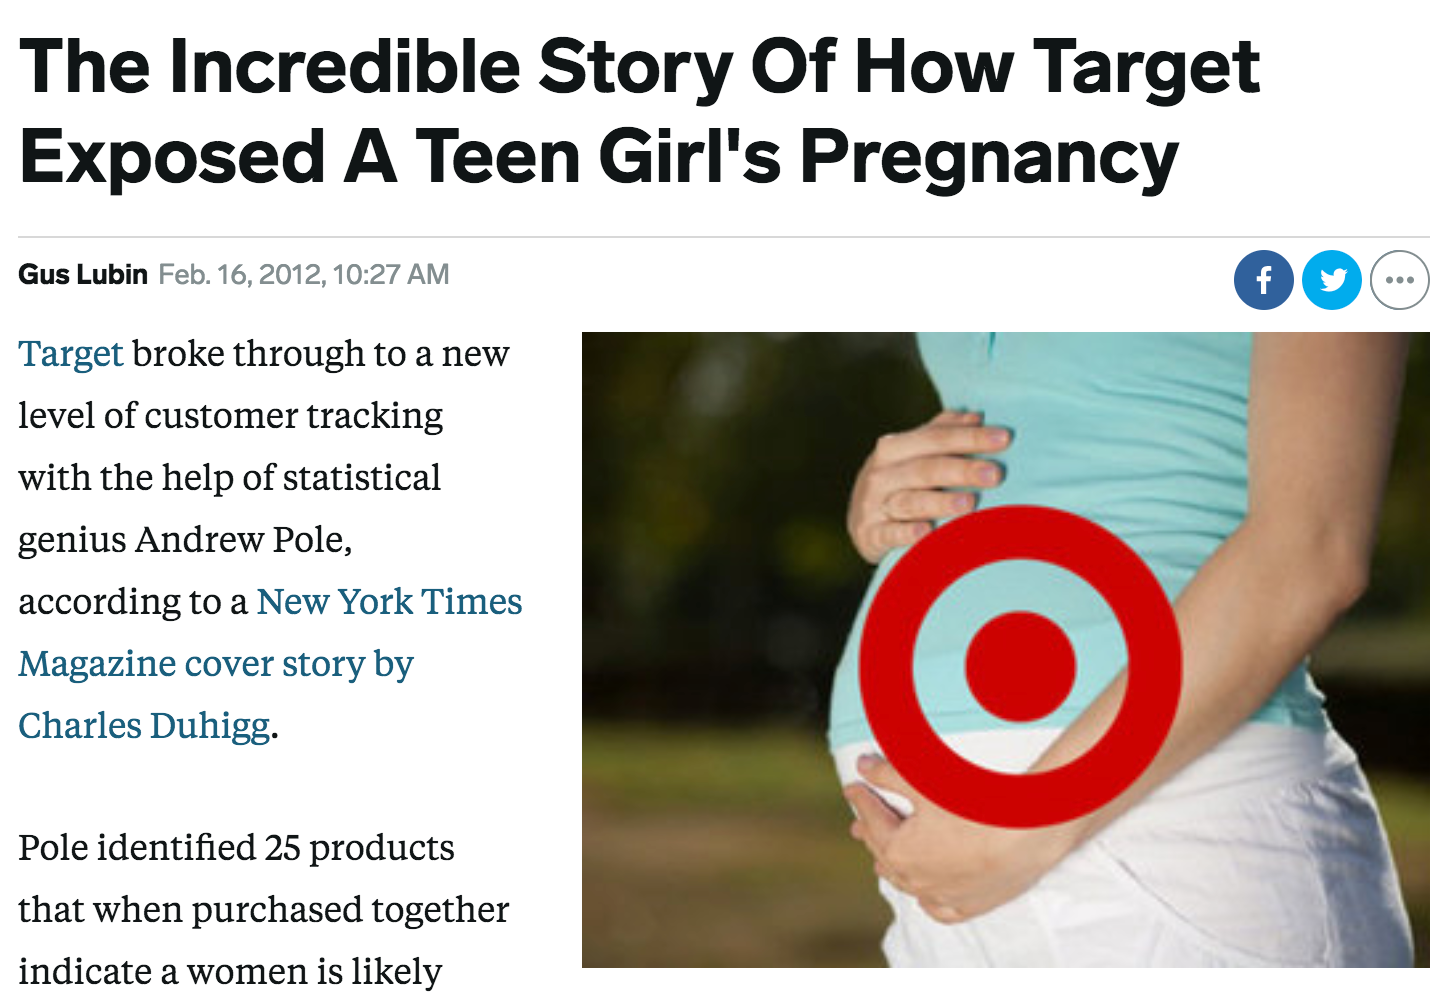 The Incredible Story Of How Target
Exposed A Teen Girl's Pregnancy
Gus Lubin Feb. 16, 2012, 10:27 AM
Target broke through to a new
level of customer tracking
with the help of statistical
genius Andrew Pole,
according to a New York Times
Magazine cover story by
Charles Duhigg.
Pole identified 25 products
that when purchased together
indicate a women is likely